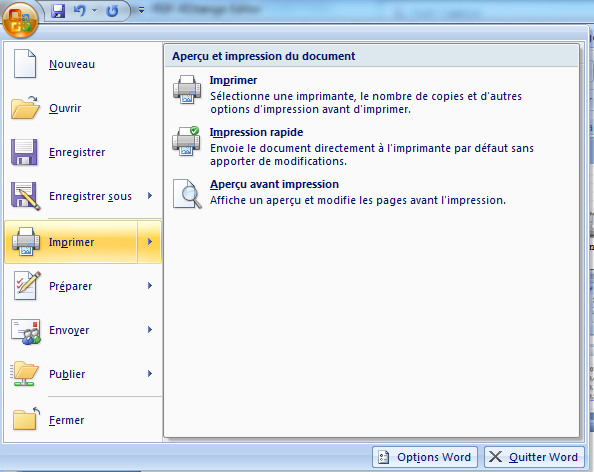 Aperçu et impression du document
Nouveau
Ouvrir
Enregistrer
Enregistrer sous
Imprimer
Préparer
Envoyer
Publier
Fermer
Imprimer
Sélectionne une imprimante, le nombre de copies et d'autres
options d'impression avant d'imprimer.
Impression rapide
Envoie le document directement à l'imprimante par défaut sans
apporter de modifications.
Aperçu avant impression
Affiche un aperçu et modifie les pages avant l'impression.
Options Word
Quitter Word